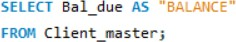 SELECT Bal_due AS "BALANCE"
FROM Client_master;